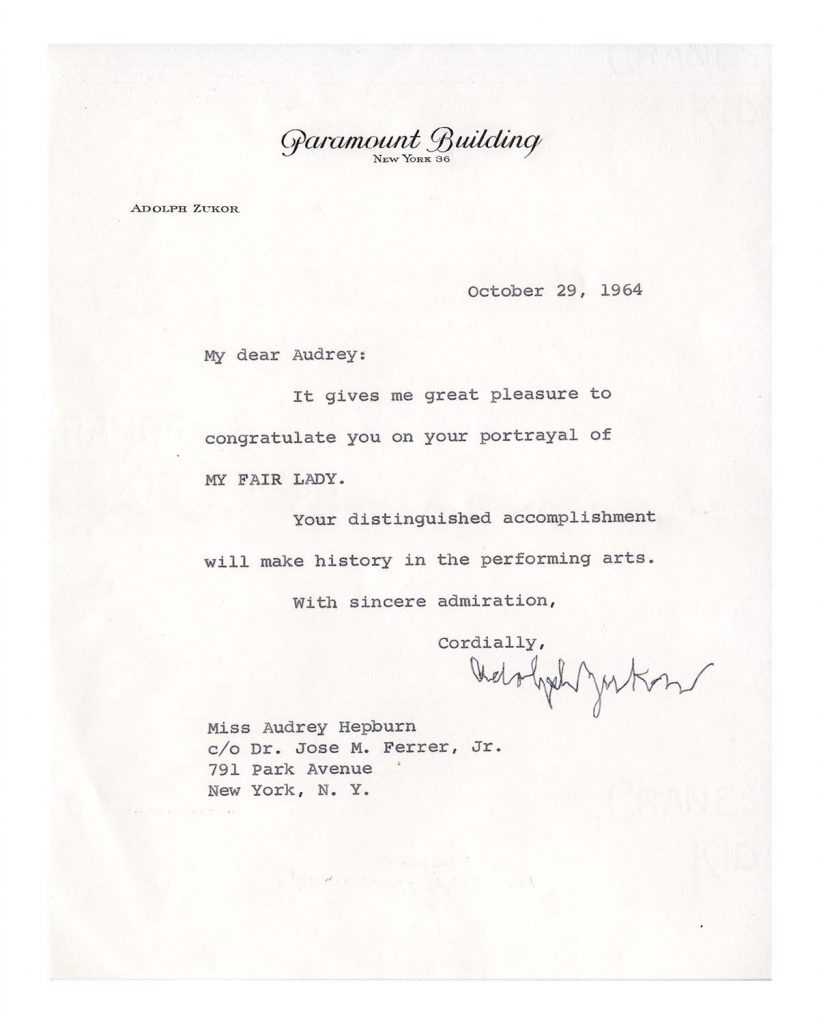 Paramount Building
New York 36
Adolph Zukor
October 29, 1964
My dear Audrey:
It gives me great pleasure to
congratulate you on your portrayal of
MY FAIR LADY.
Your distinguished accomplishment
will make history in the performing arts.
With sincere admiration,
Cordially,
Adolph Zukor
Miss Audrey Hepburn
c/o Dr. Jose M. Ferrer, Jr.
791 Park Avenue
New York, N. Y.